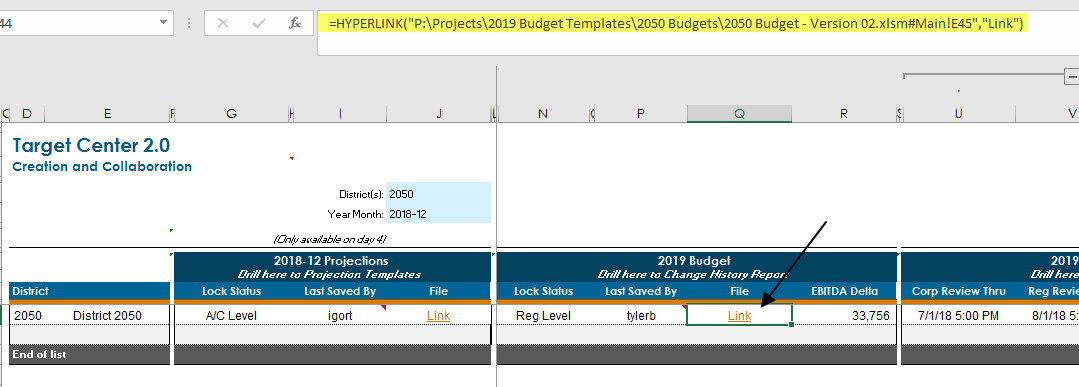 44
=HYPERLINK("P:\Projects\2019 Budget Templates\2050 Budgets\2050 Budget - Version 02.xlsm#Main!E45","Link")
fx
C D E F G H I J L N C P Q R S U V
Target Center 2.0
Creation and Collaboration
District(s): 2050
Year Month: 2018-12
(Only available on day 4)
2018-12 Projections 2019 Budget 2019
Drill here to Projection Templates Drill here to Change History Report
District Lock Status Last Saved By File Lock Status Last Saved By File EBITDA Delta Corp Review Thru Reg Revie
2050 District 2050 A/C Level igort Link Reg Level tylerb Link 33,756 7/1/18 5:00 PM 8/1/18 5:
End of list